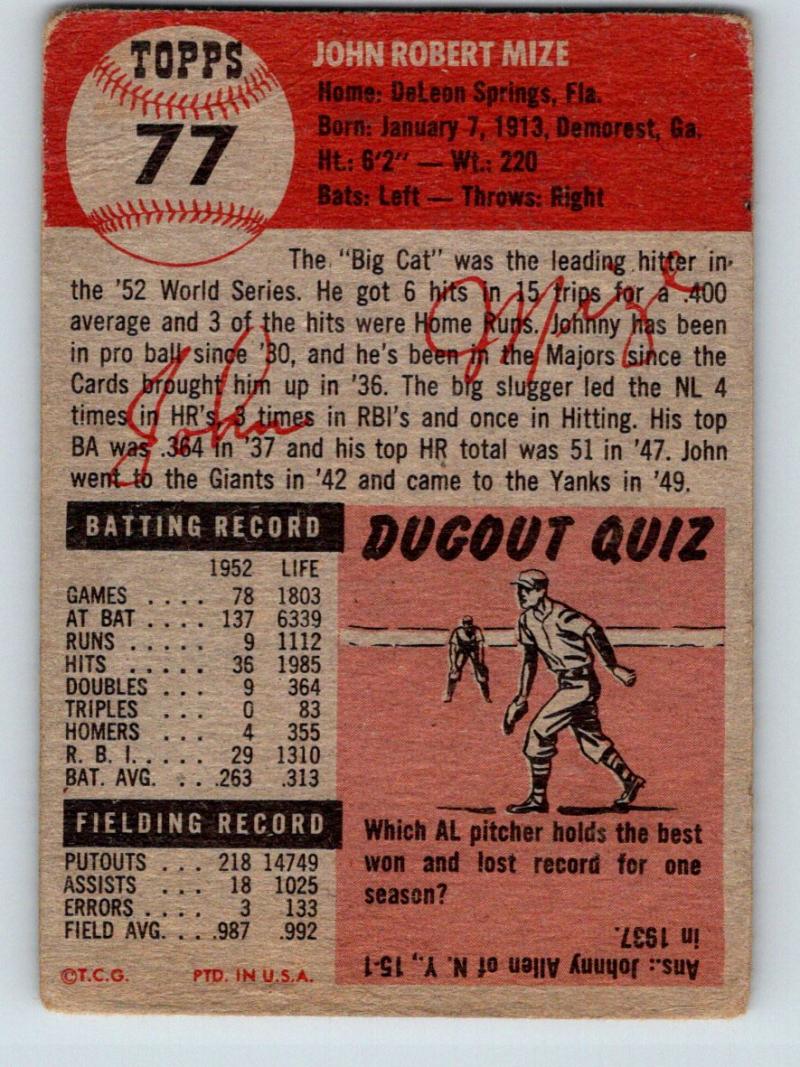 TOPPS
77
JOHN ROBERT MIZE
Home: DeLeon Springs, Fla.
Born: January 7, 1913, Demorest, Ga.
Ht.: 6'2" — Wt.: 220
Bats: Left — Throws: Right
The "Big Cat" was the leading hitter in
the '52 World Series. He got 6 hits in 15 trips for a .400
average and 3 of the hits were Home Runs. Johnny has been
in pro ball since '30, and he's been in the Majors since the
Cards brought him up in '36. The big slugger led the NL 4
times in HR's, 3 times in RBI's and once in Hitting. His top
BA was .364 in '37 and his top HR total was 51 in '47. John
went to the Giants in '42 and came to the Yanks in '49.
John Mize
BATTING RECORD
1952 LIFE
GAMES .... 78 1803
AT BAT .... 137 6339
RUNS ..... 9 1112
HITS ..... 36 1985
DOUBLES ... 9 364
TRIPLES ... 0 83
HOMERS ... 4 355
R. B. I. .... 29 1310
BAT. AVG. ... .263 .313
FIELDING RECORD
PUTOUTS ... 218 14749
ASSISTS ... 18 1025
ERRORS .... 3 133
FIELD AVG. ... .987 .992
©T.C.G. PTD. IN U.S.A.
DUGOUT QUIZ
Which AL pitcher holds the best
won and lost record for one
season?
Ans.: Johnny Allen of N. Y., 15-1
in 1937.